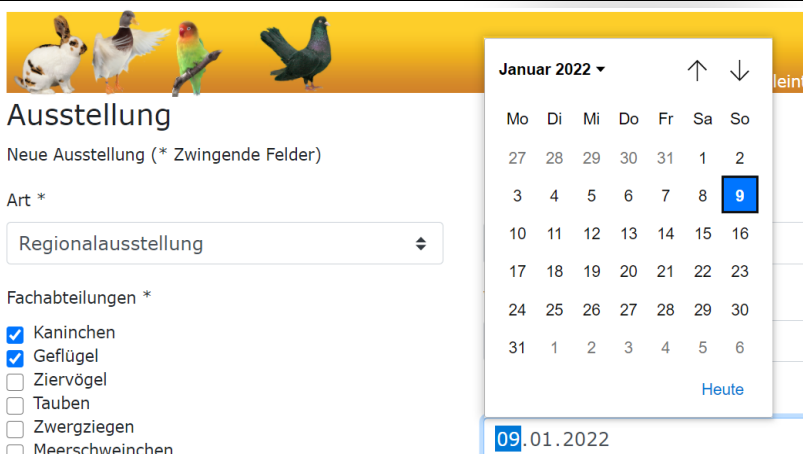 leint
Ausstellung
Neue Ausstellung (* Zwingende Felder)
Art *
Regionalausstellung
Fachabteilungen *
Kaninchen
Geflügel
Ziervögel
Tauben
Zwergziegen
Meerschweinchen
Januar 2022
Mo Di Mi Do Fr Sa So
27 28 29 30 31 1 2
3 4 5 6 7 8 9
10 11 12 13 14 15 16
17 18 19 20 21 22 23
24 25 26 27 28 29 30
31 1 2 3 4 5 6
Heute
09.01.2022